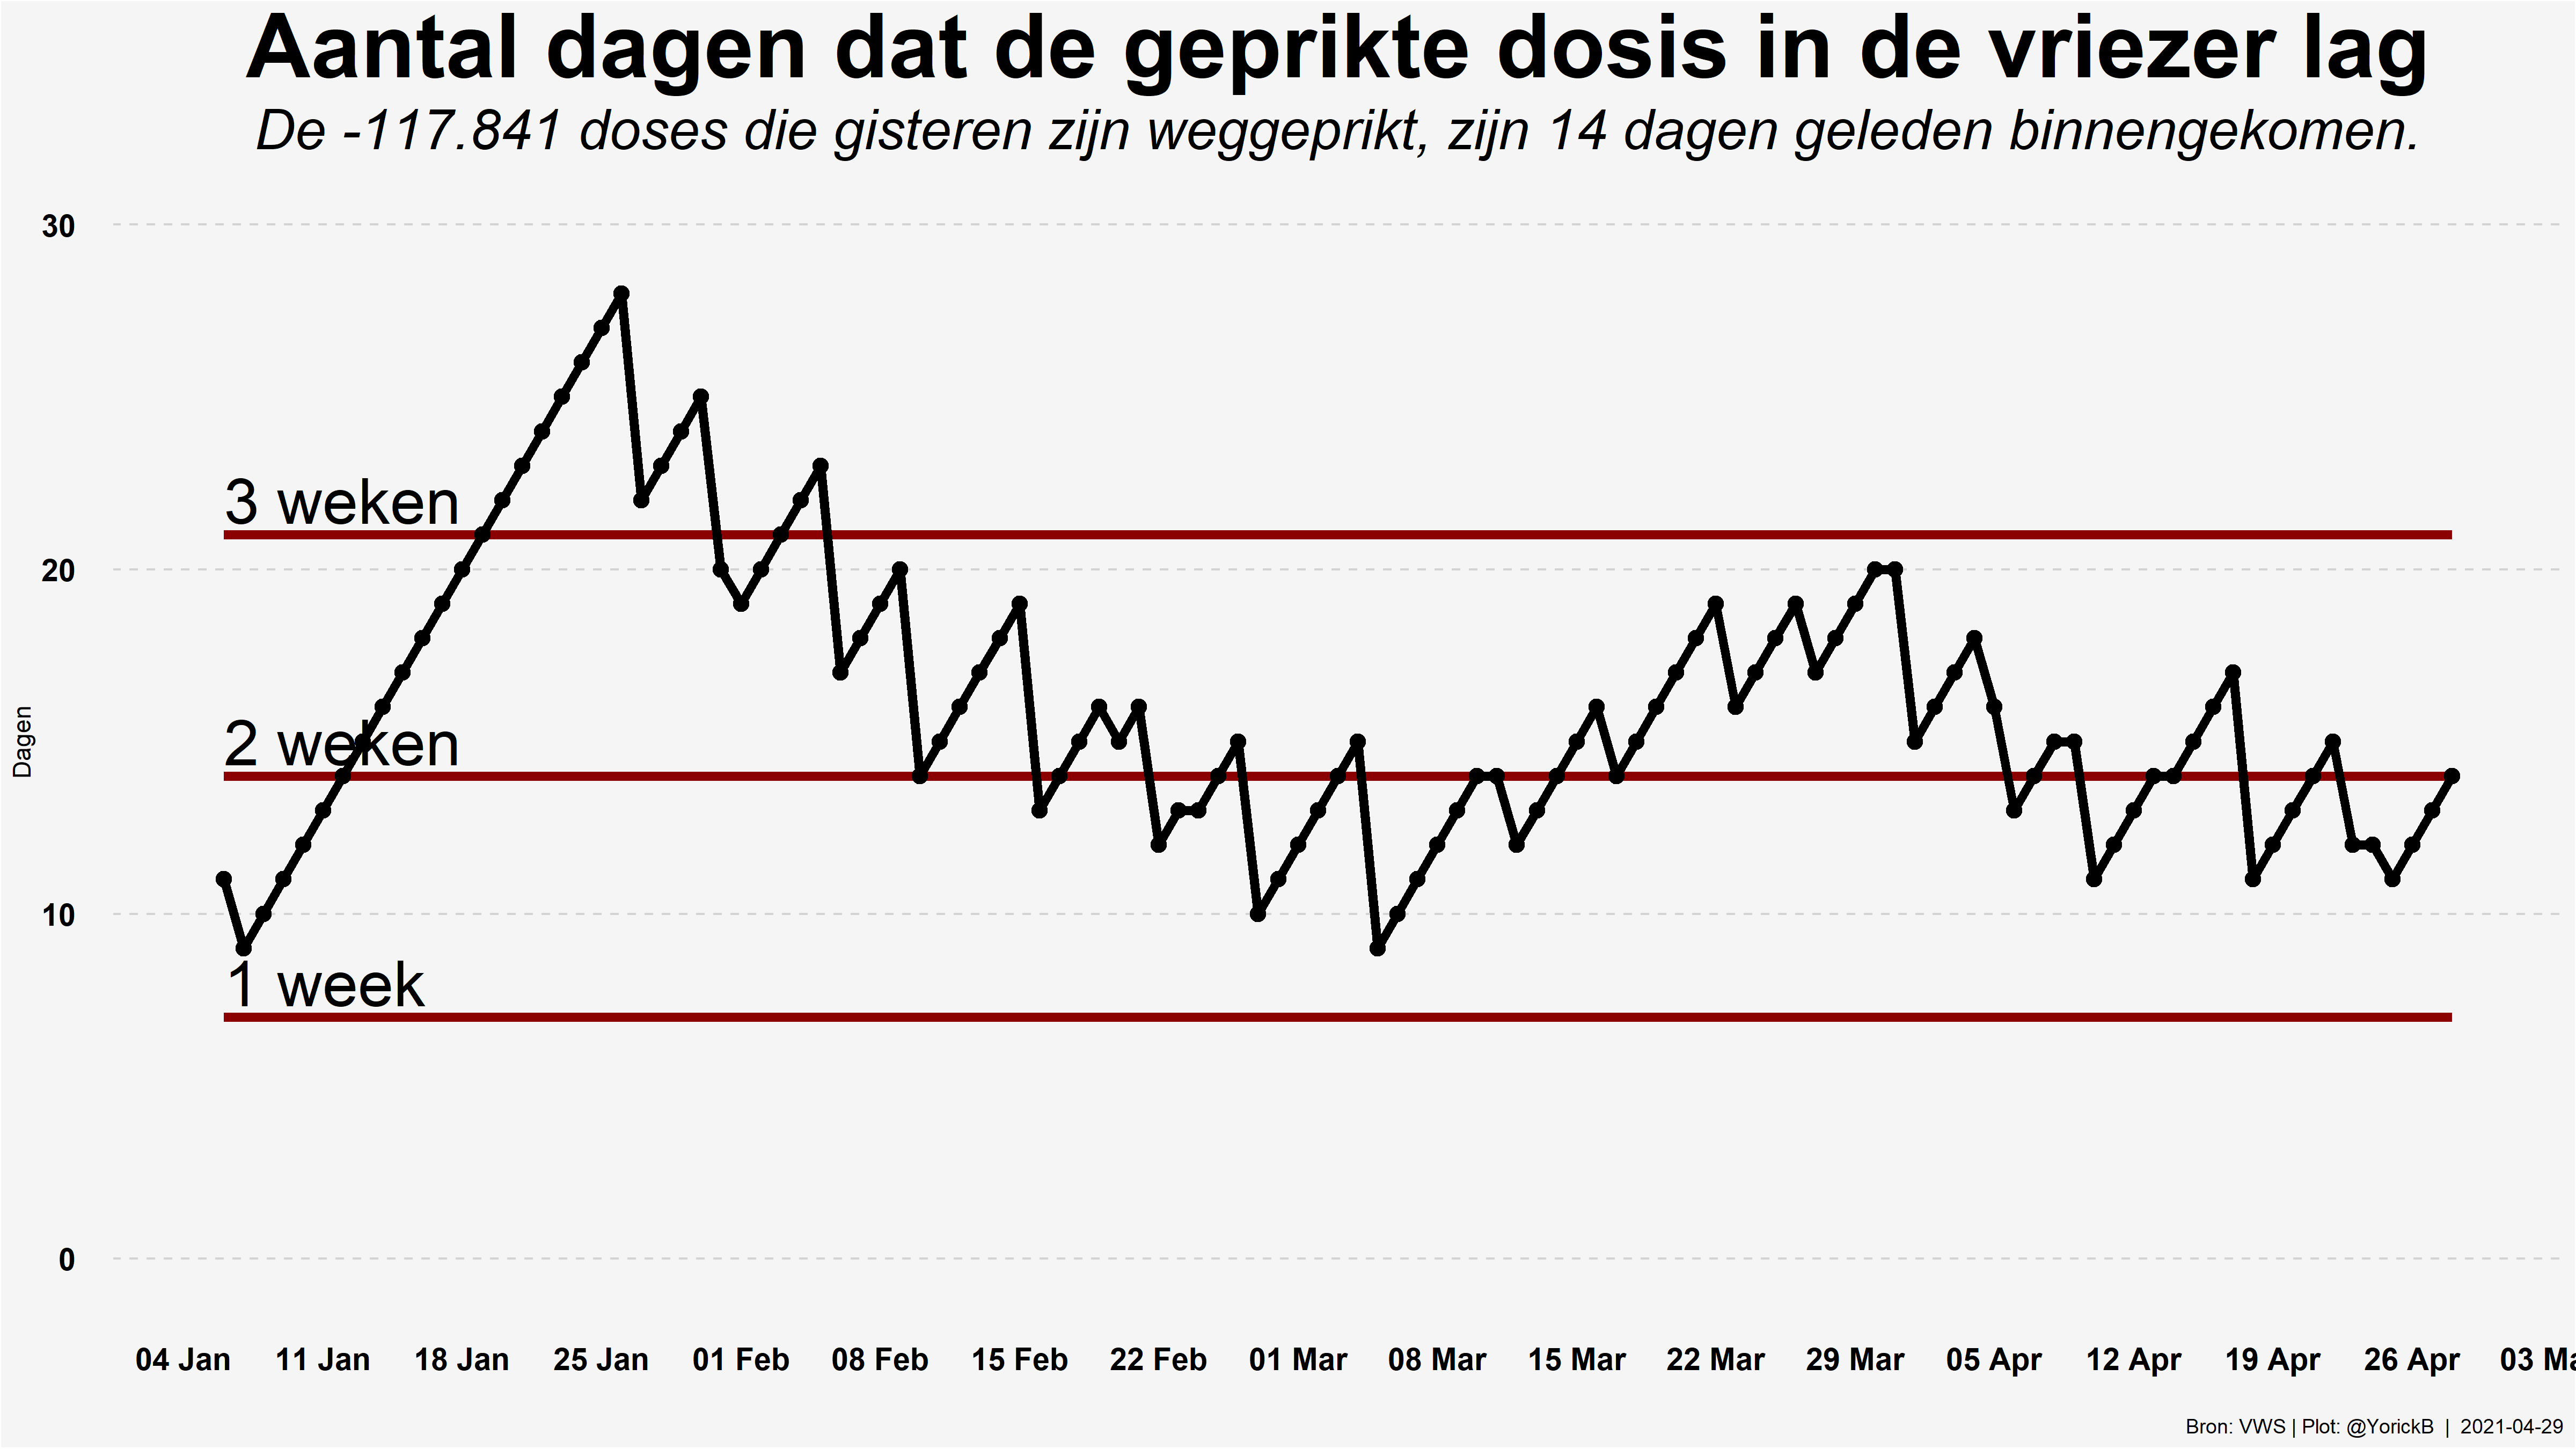 Aantal dagen dat de geprikte dosis in de vriezer lag
De -117.841 doses die gisteren zijn weggeprikt, zijn 14 dagen geleden binnengekomen.
30
3 weken
20
2 weken
Dagen
10
1 week
0
04 Jan 11 Jan 18 Jan 25 Jan 01 Feb 08 Feb 15 Feb 22 Feb 01 Mar 08 Mar 15 Mar 22 Mar 29 Mar 05 Apr 12 Apr 19 Apr 26 Apr 03 Ma
Bron: VWS | Plot: @YorickB | 2021-04-29